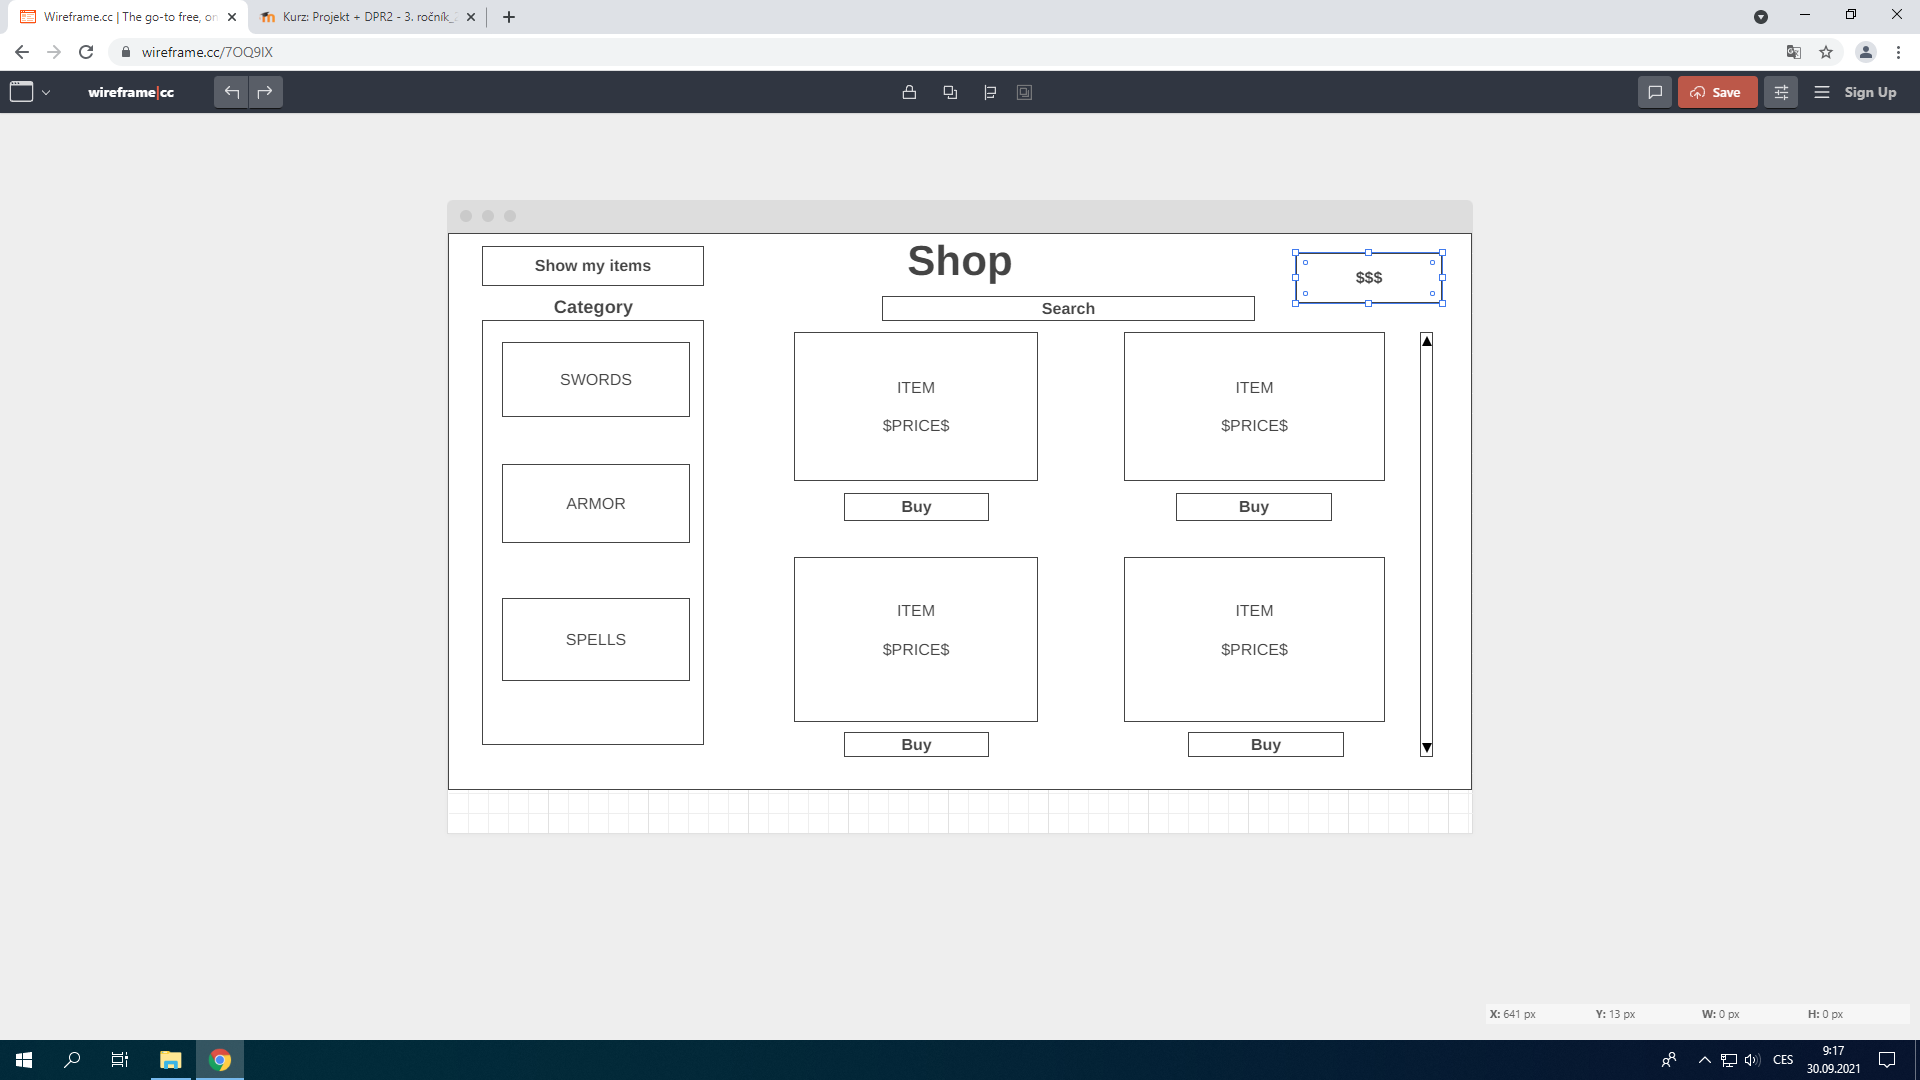 Wireframe.cc | The go-to free, on
Kurz: Projekt + DPR2 - 3. ročník_
wireframe.cc/7OQ9IX
wireframe|cc
Save
Sign Up
Show my items
Shop
$$$
Category
Search
SWORDS
ITEM
ITEM
$PRICE$
$PRICE$
ARMOR
Buy
Buy
SPELLS
ITEM
ITEM
$PRICE$
$PRICE$
Buy
Buy
X: 641 px
Y: 13 px
W: 0 px
H: 0 px
CES
9:17
30.09.2021